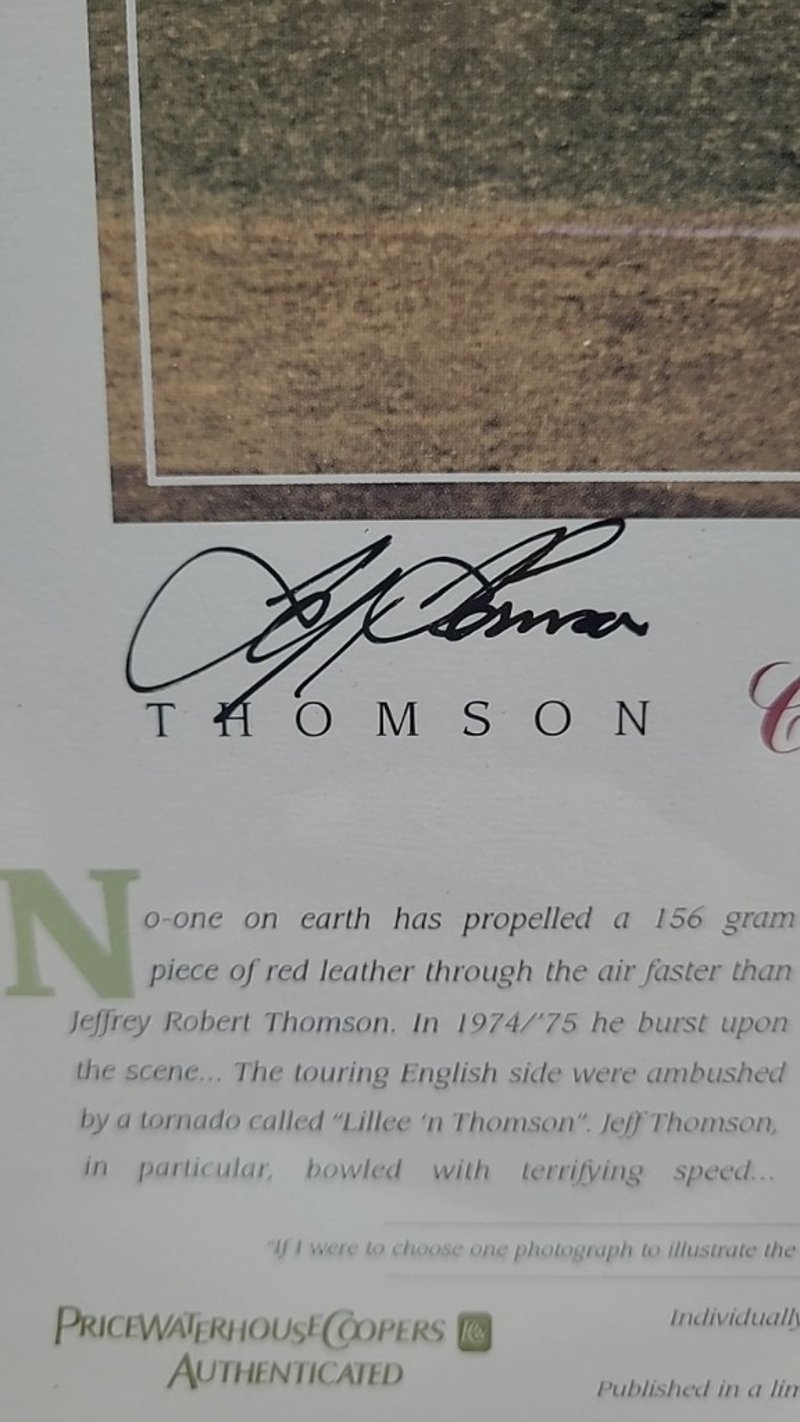 THOMSON
No-one on earth has propelled a 156 gram
piece of red leather through the air faster than
Jeffrey Robert Thomson. In 1974/'75 he burst upon
the scene... The touring English side were ambushed
by a tornado called "Lillee 'n Thomson". Jeff Thomson,
in particular, bowled with terrifying speed...
"If I were to choose one photograph to illustrate the
Individually
PRICEWATERHOUSECOOPERS
AUTHENTICATED
Published in a lim